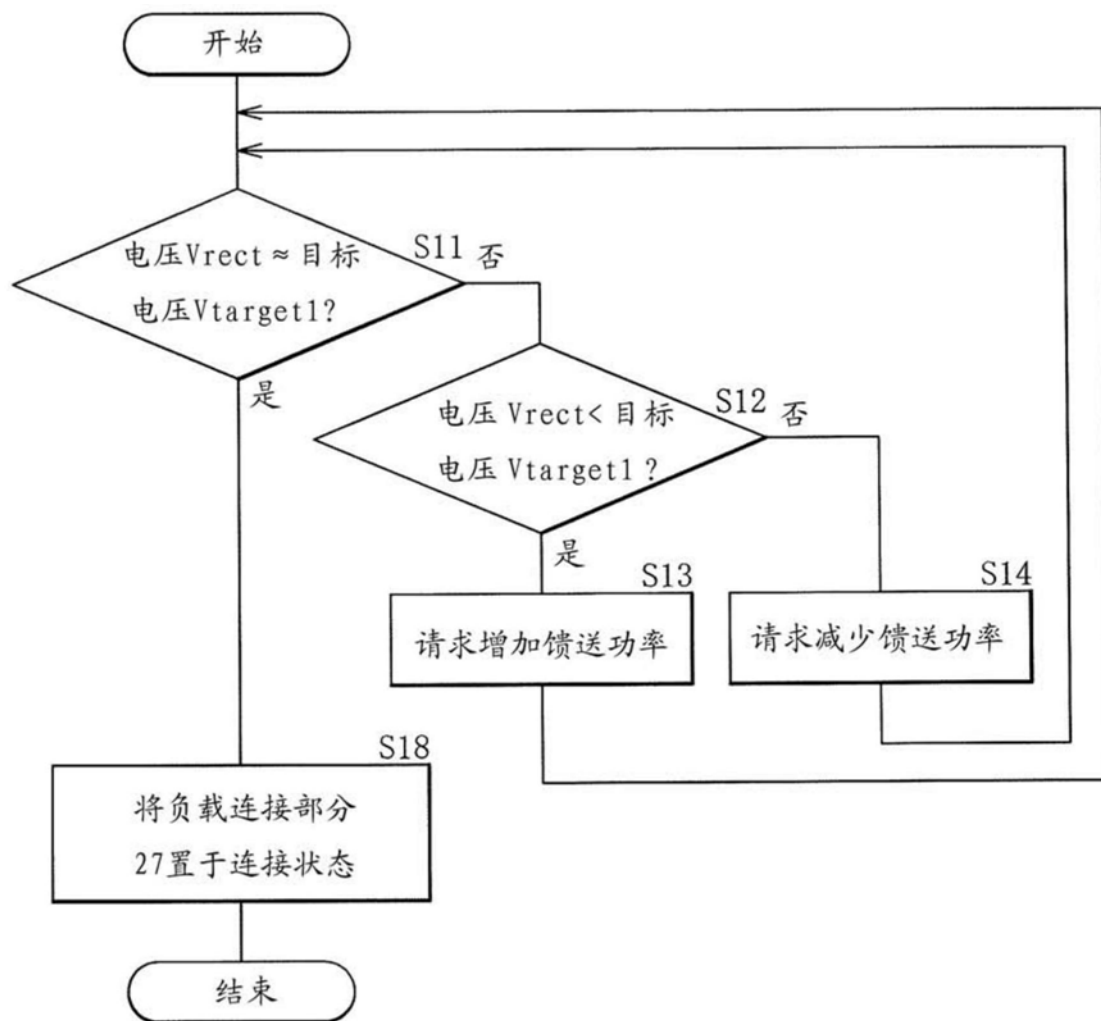 开始
电压Vrect≈目标
电压Vtarget1?
S11
否
是
电压 Vrect<目标
电压 Vtarget1 ?
S12
否
是
S13
请求增加馈送功率
S14
请求减少馈送功率
S18
将负载连接部分
27置于连接状态
结束